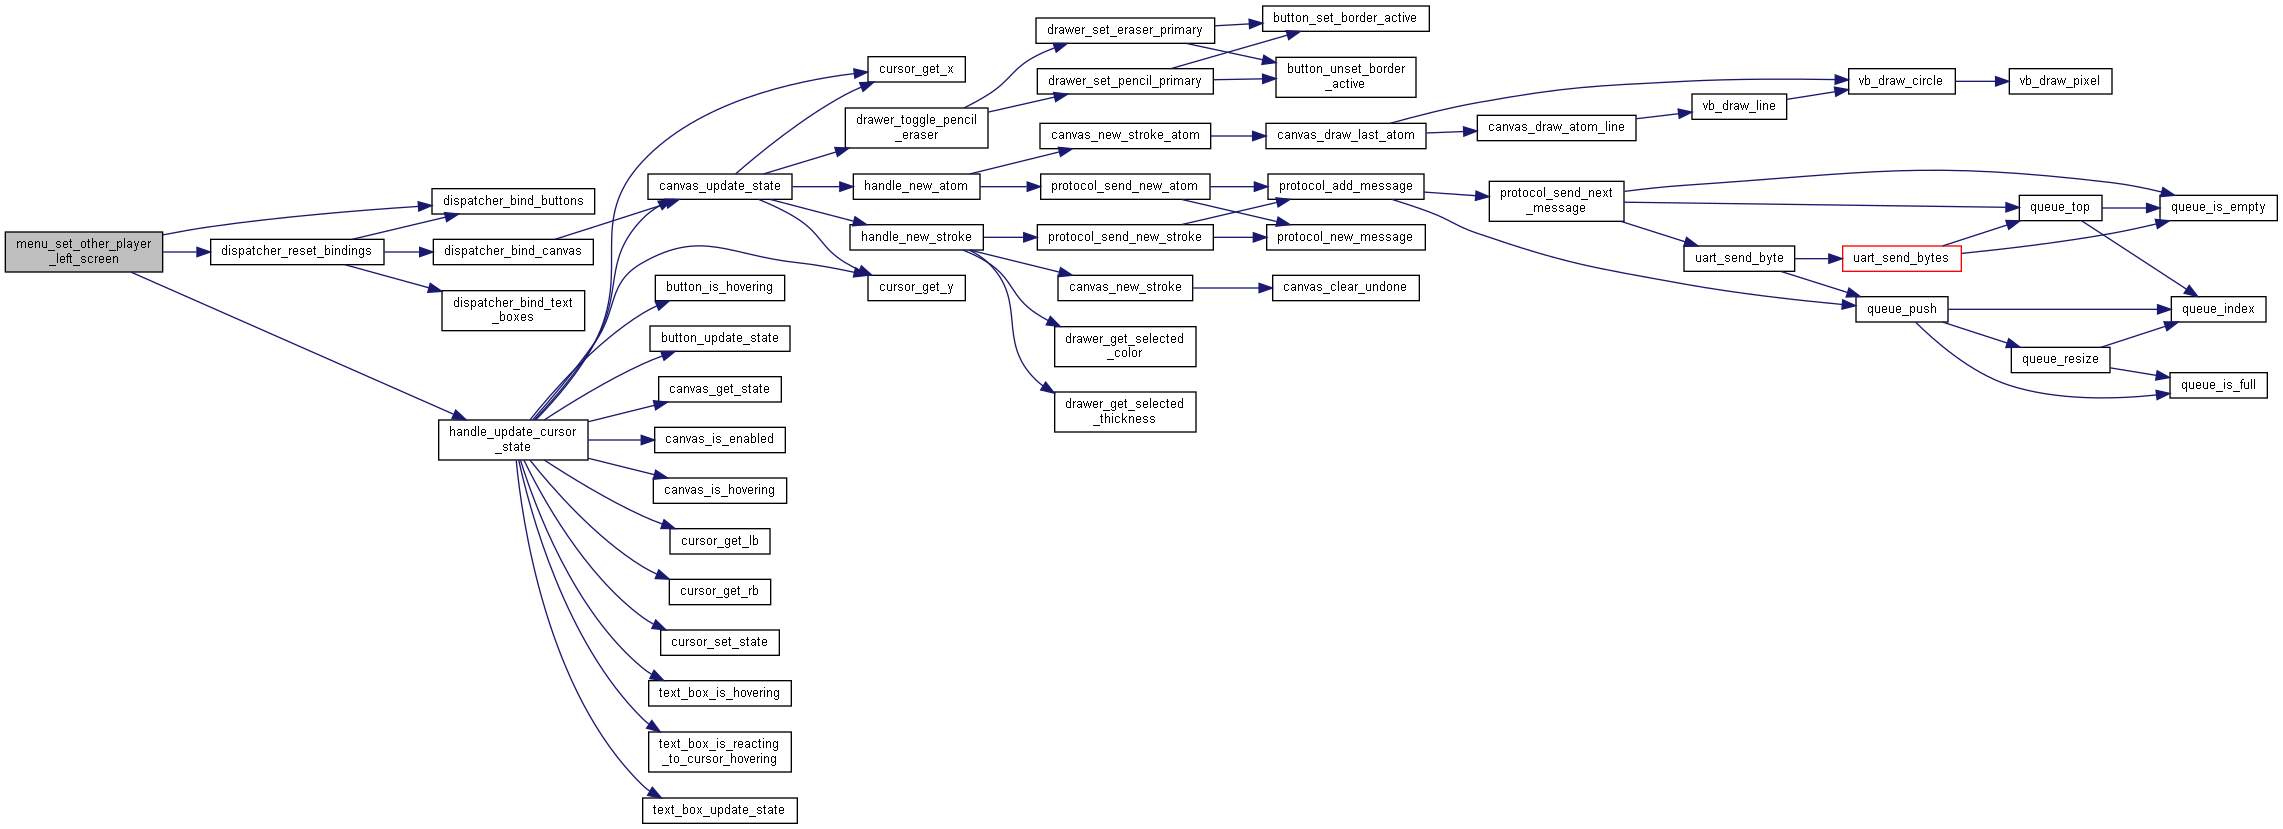 menu_set_other_player
_left_screen
dispatcher_bind_buttons
dispatcher_reset_bindings
dispatcher_bind_canvas
dispatcher_bind_text
_boxes
handle_update_cursor
_state
cursor_get_x
canvas_update_state
cursor_get_y
button_is_hovering
button_update_state
canvas_get_state
canvas_is_enabled
canvas_is_hovering
cursor_get_lb
cursor_get_rb
cursor_set_state
text_box_is_hovering
text_box_is_reacting
_to_cursor_hovering
text_box_update_state
drawer_toggle_pencil
_eraser
handle_new_atom
handle_new_stroke
drawer_set_eraser_primary
drawer_set_pencil_primary
canvas_new_stroke_atom
protocol_send_new_atom
protocol_send_new_stroke
canvas_new_stroke
drawer_get_selected
_color
drawer_get_selected
_thickness
button_set_border_active
button_unset_border
_active
canvas_draw_last_atom
protocol_add_message
protocol_new_message
canvas_clear_undone
canvas_draw_atom_line
protocol_send_next
_message
vb_draw_line
uart_send_byte
vb_draw_circle
uart_send_bytes
queue_push
vb_draw_pixel
queue_top
queue_resize
queue_is_empty
queue_index
queue_is_full